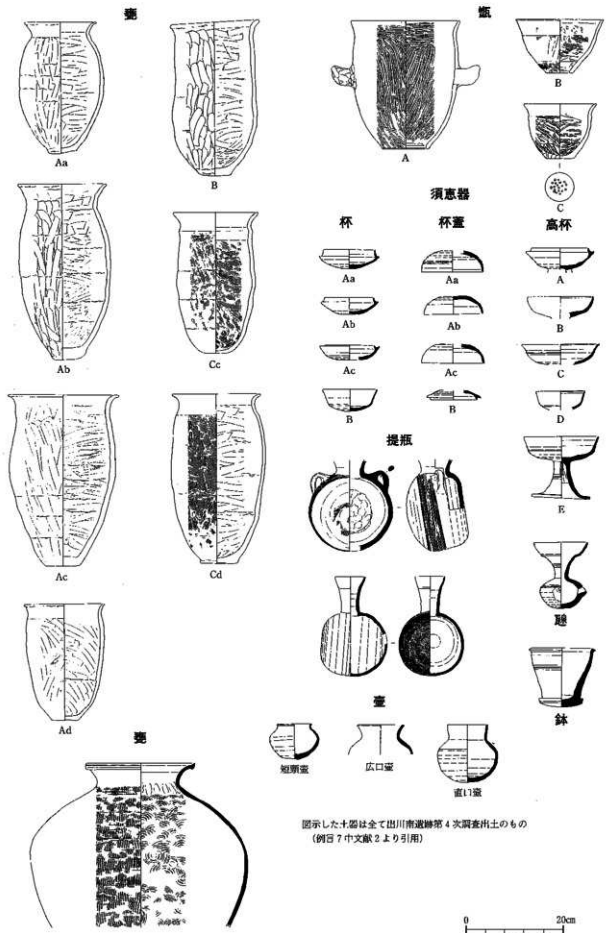 甕
甑
Aa
B
A
B
C
Ab
Cc
須恵器
杯
杯蓋
高杯
Aa
Aa
A
Ab
Ab
B
Ac
Ac
C
B
B
D
Ac
Cd
提瓶
E
𤭯
Ad
鉢
甕
壺
短頸壺
広口壺
直口壺
図示した土器は全て出川南遺跡第4次調査出土のもの
(例言7中文献2より引用)
0
20cm